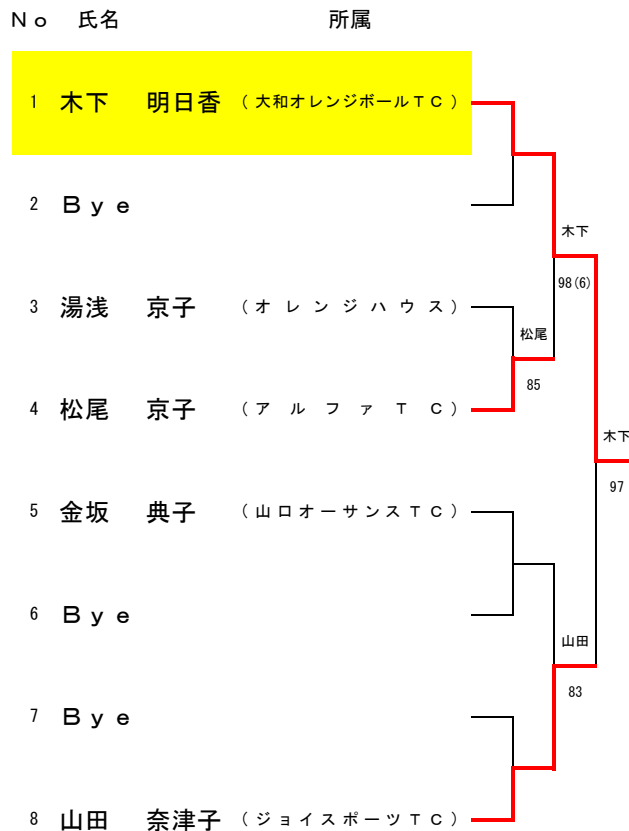 Ｎｏ 氏名 所属
1 木下 明日香 （大和オレンジボールＴＣ）
2 Ｂｙｅ
木下
98(6)
3 湯浅 京子 （オレンジハウス）
松尾
85
4 松尾 京子 （アルファＴＣ）
木下
97
5 金坂 典子 （山口オーサンスＴＣ）
6 Ｂｙｅ
山田
83
7 Ｂｙｅ
8 山田 奈津子 （ジョイスポーツＴＣ）